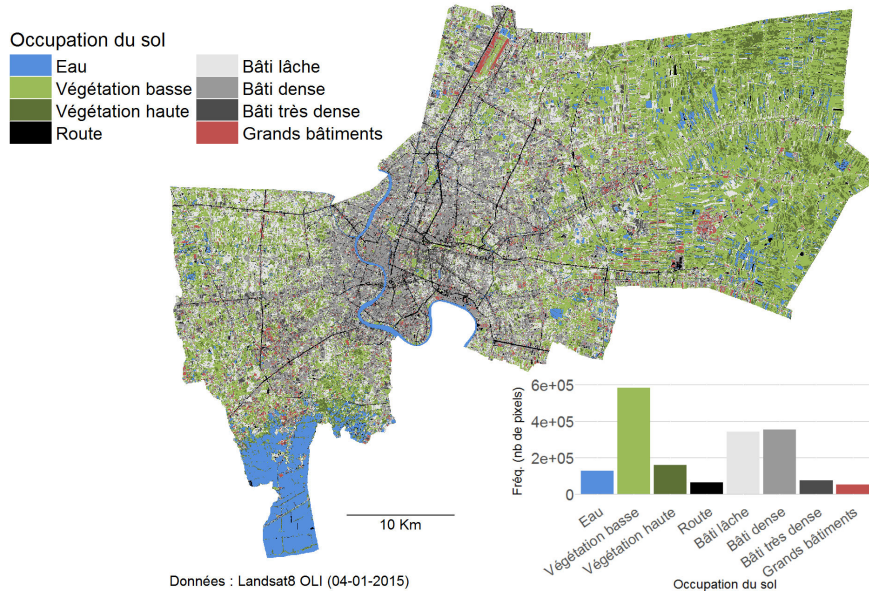 Occupation du sol
Eau
Végétation basse
Végétation haute
Route
Bâti lâche
Bâti dense
Bâti très dense
Grands bâtiments
10 Km
Données : Landsat8 OLI (04-01-2015)
Fréq. (nb de pixels)
6e+05
4e+05
2e+05
0
Eau
Végétation basse
Végétation haute
Route
Bâti lâche
Bâti dense
Bâti très dense
Grands bâtiments
Occupation du sol